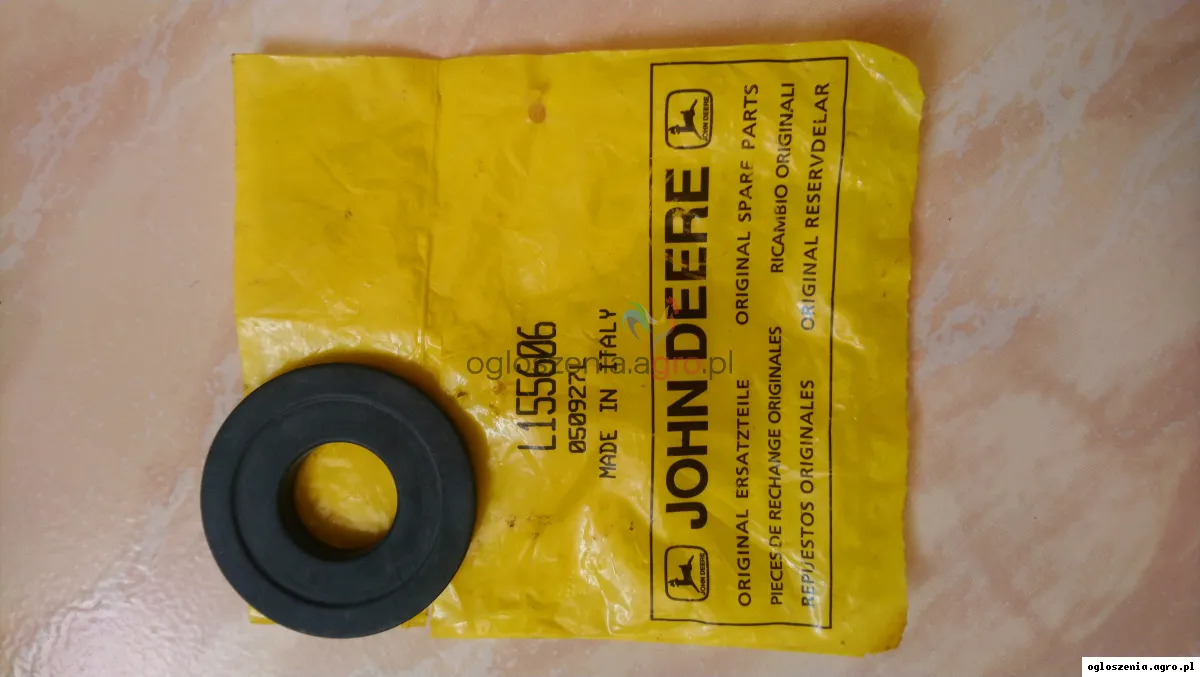 L155606
0509271
MADE IN ITALY
JOHN DEERE
JOHN DEERE
JOHN DEERE
ORIGINAL ERSATZTEILE ORIGINAL SPARE PARTS
PIECES DE RECHANGE ORIGINALES RICAMBIO ORIGINALI
REPUESTOS ORIGINALES ORIGINAL RESERVDELAR
ogloszenia.agro.pl
ogloszenia.agro.pl